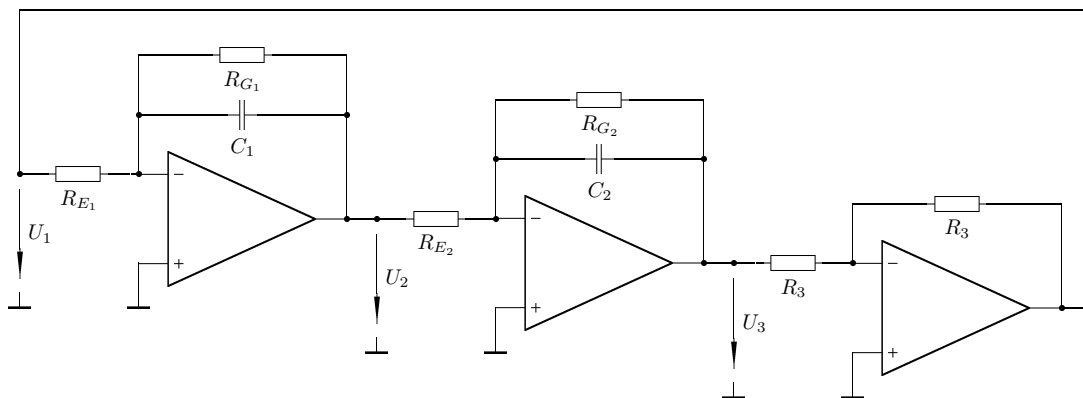 R_{G_1}
C_1
R_{G_2}
C_2
R_{E_1}
−
R_3
U_1
R_{E_2}
−
+
U_2
R_3
−
+
U_3
+